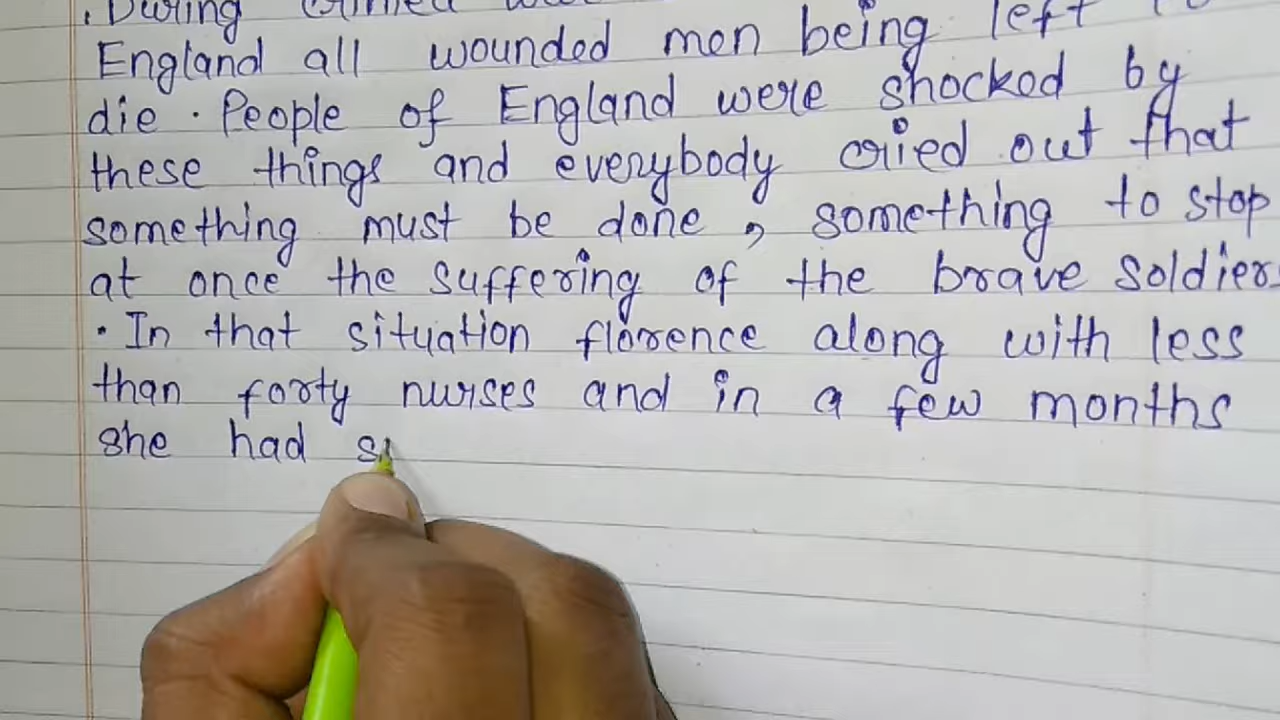 . During
England all wounded men being left to
die . People of England were shocked by
these things and everybody cried out that
something must be done , something to stop
at once the suffering of the brave soldier
. In that situation florence along with less
than forty nurses and in a few months
she had